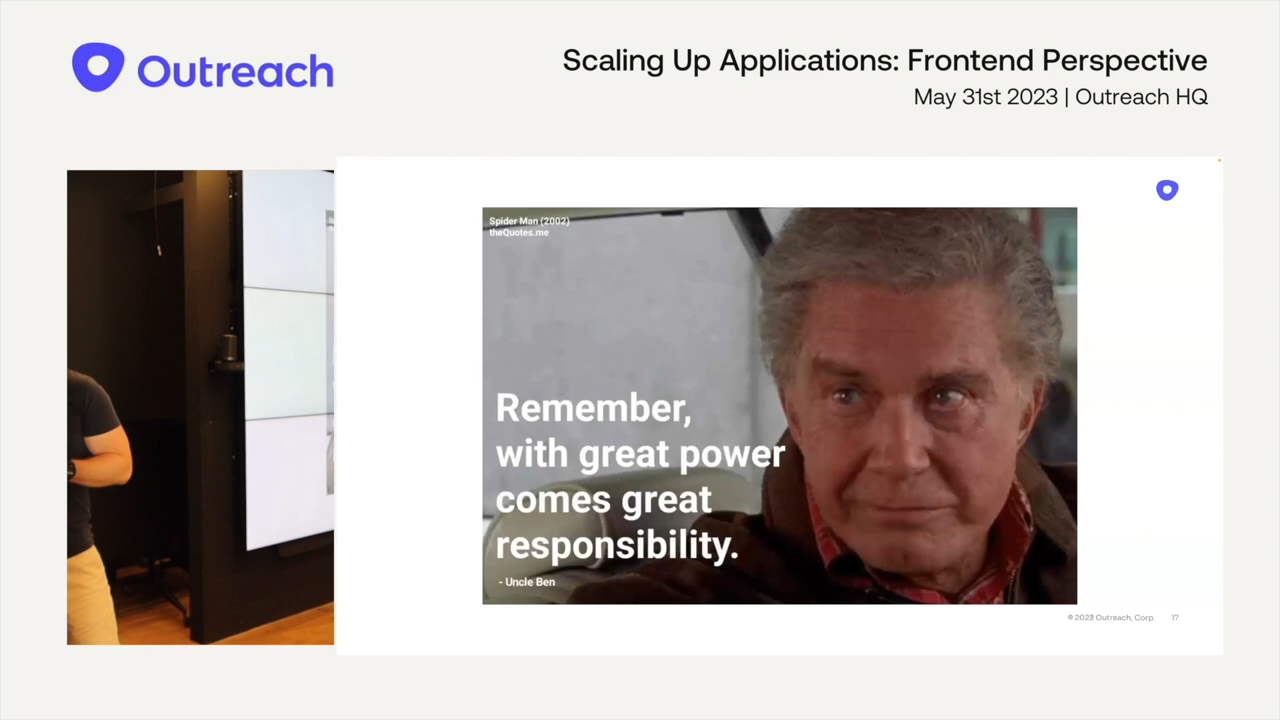 Outreach
Scaling Up Applications: Frontend Perspective
May 31st 2023 | Outreach HQ
Spider Man (2002)
theQuotes.me
Remember,
with great power
comes great
responsibility.
- Uncle Ben
© 2023 Outreach, Corp.
17